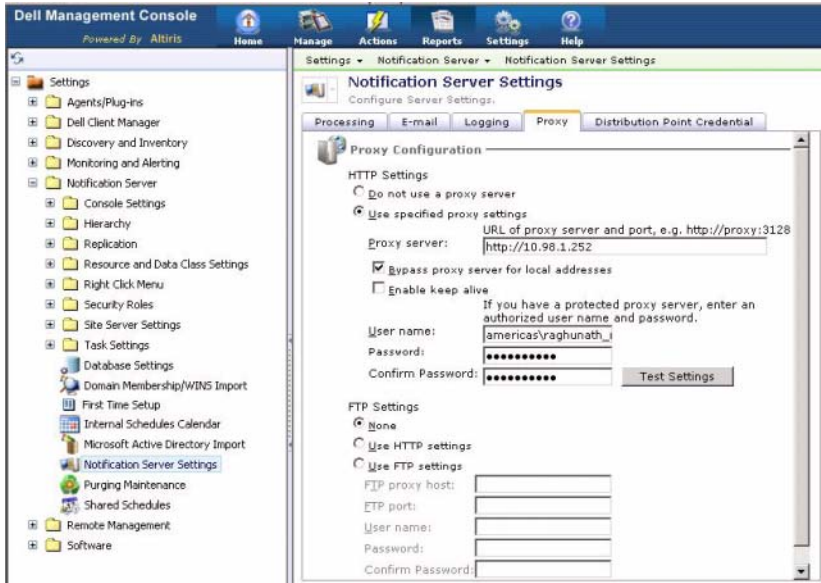 Dell Management Console
Powered By Altiris
Home
Manage
Actions
Reports
Settings
Help
Settings
Agents/Plug-ins
Dell Client Manager
Discovery and Inventory
Monitoring and Alerting
Notification Server
Console Settings
Hierarchy
Replication
Resource and Data Class Settings
Right Click Menu
Security Roles
Site Server Settings
Task Settings
Database Settings
Domain Membership/WINS Import
First Time Setup
Internal Schedules Calendar
Microsoft Active Directory Import
Notification Server Settings
Purging Maintenance
Shared Schedules
Remote Management
Software
Settings Notification Server Notification Server Settings
Notification Server Settings
Configure Server Settings.
Processing E-mail Logging Proxy Distribution Point Credential
Proxy Configuration
HTTP Settings
Do not use a proxy server
Use specified proxy settings
URL of proxy server and port, e.g. http://proxy:3128
Proxy server: http://10.98.1.252
Bypass proxy server for local addresses
Enable keep alive
If you have a protected proxy server, enter an
authorized user name and password.
User name: americas\raghunath_
Password: ●●●●●●●●●●
Confirm Password: ●●●●●●●●●●
Test Settings
FTP Settings
None
Use HTTP settings
Use FTP settings
FTP proxy host:
FTP port:
User name:
Password:
Confirm Password: